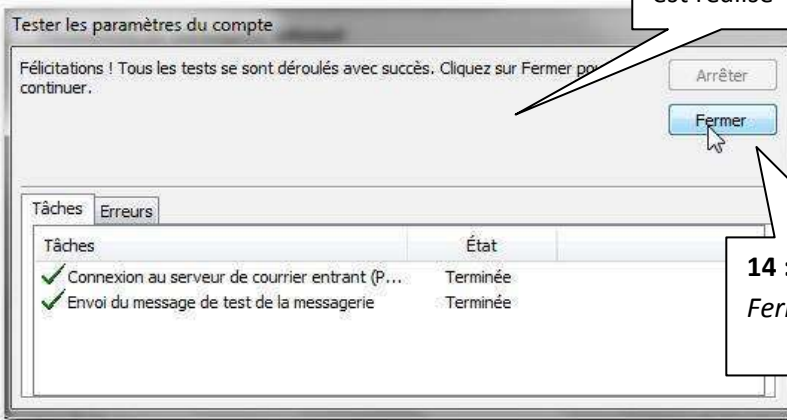 est réalisé
Tester les paramètres du compte
Félicitations ! Tous les tests se sont déroulés avec succès. Cliquez sur Fermer
continuer.
Arrêter
Fermer
Tâches Erreurs
Tâches État
Connexion au serveur de courrier entrant (P... Terminée
Envoi du message de test de la messagerie Terminée
14 :